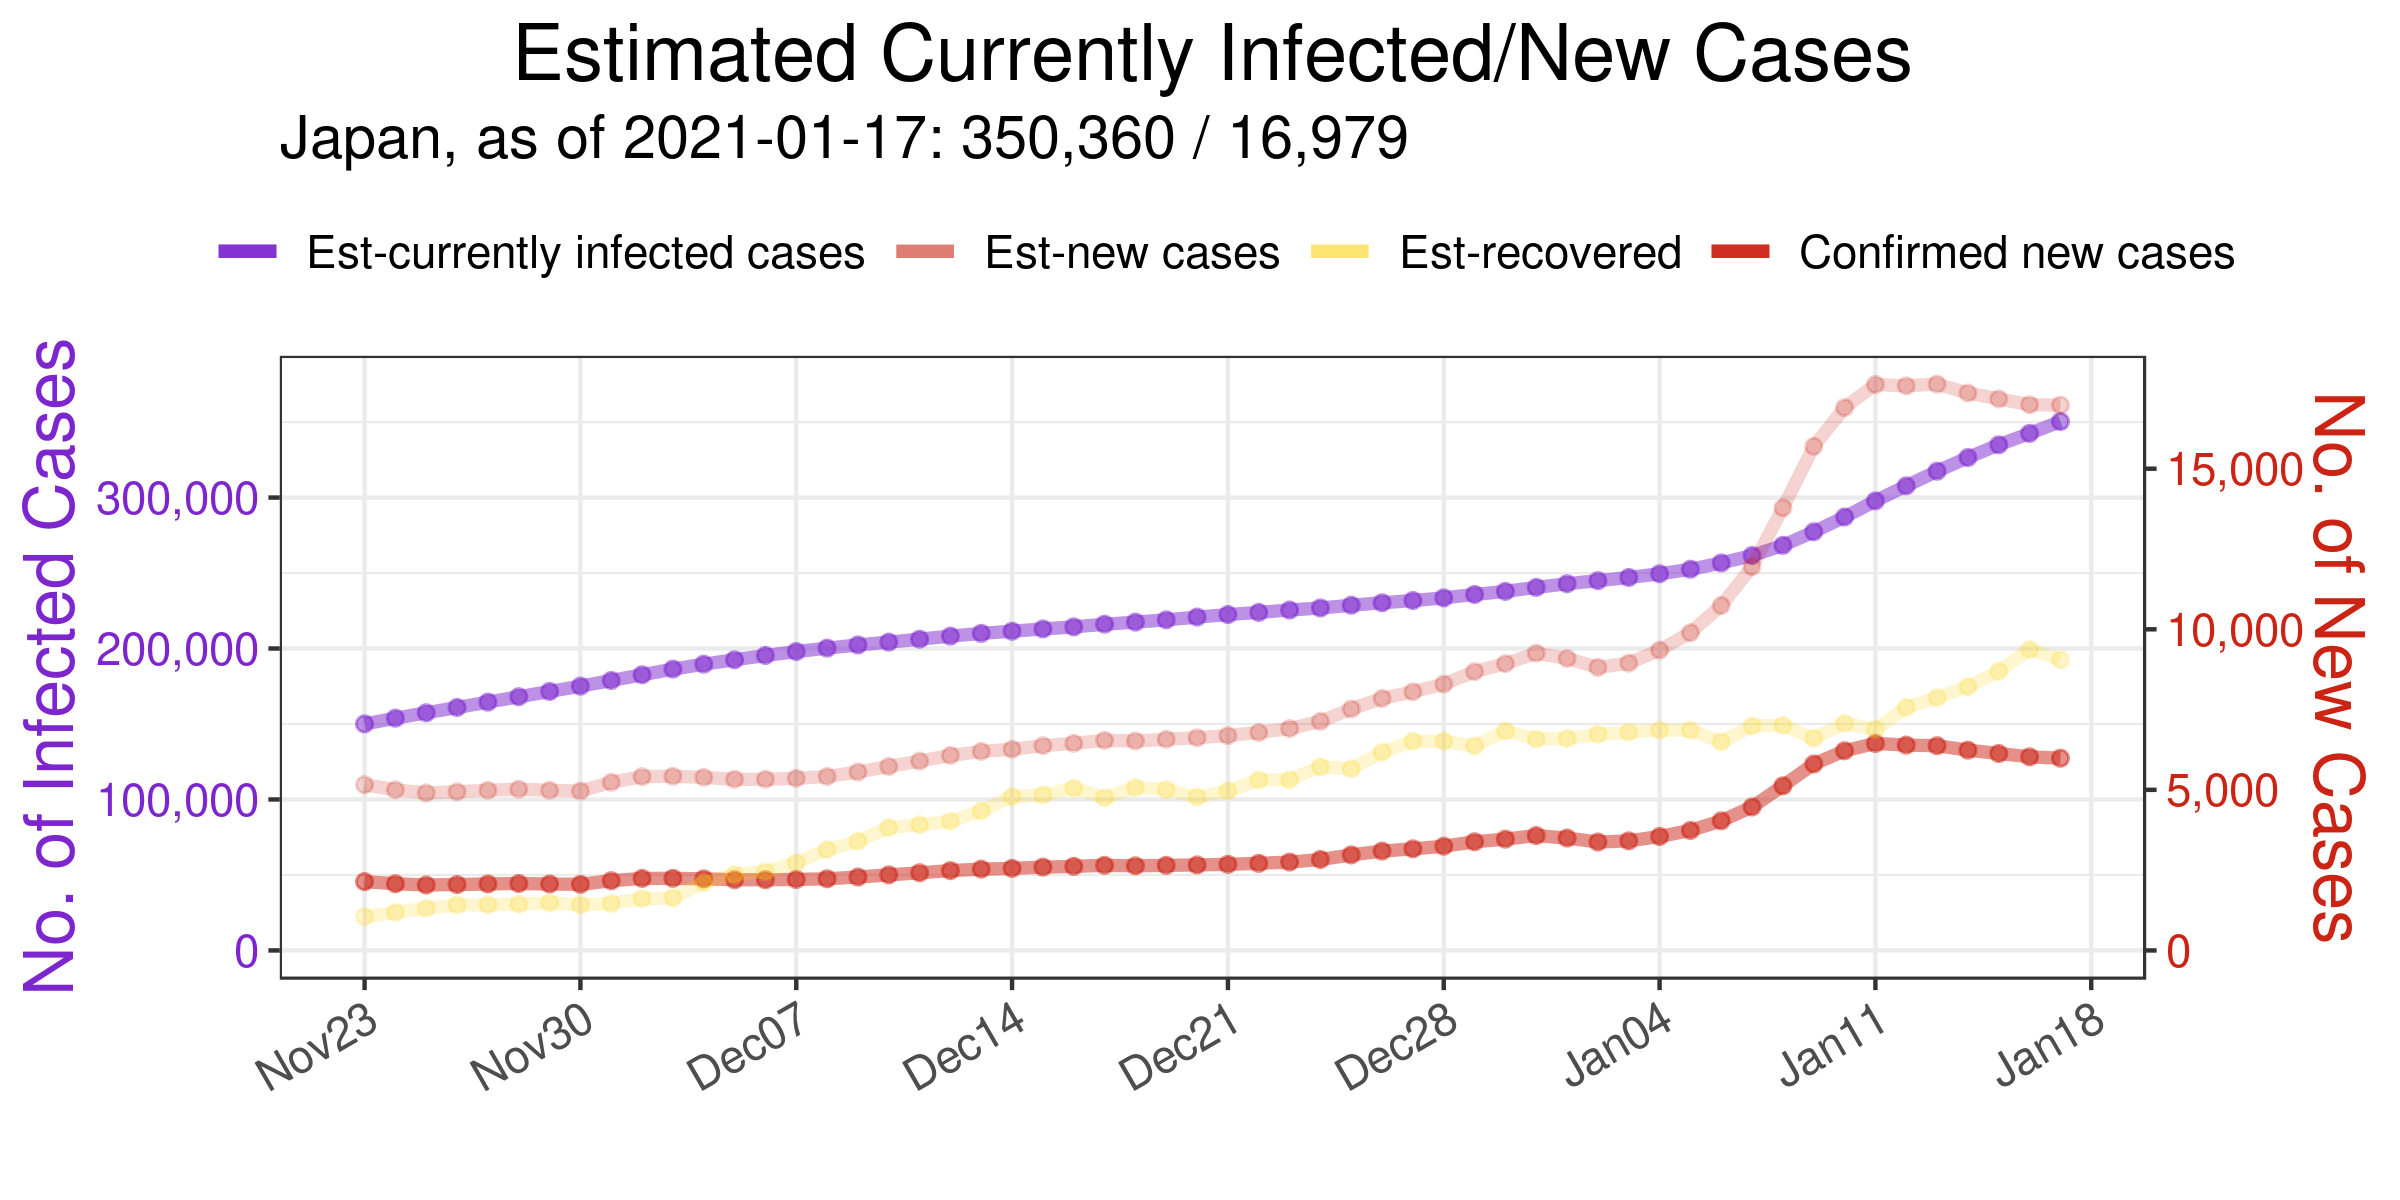 Estimated Currently Infected/New Cases
Japan, as of 2021-01-17: 350,360 / 16,979
Est-currently infected cases Est-new cases Est-recovered Confirmed new cases
No. of Infected Cases
300,000
200,000
100,000
0
15,000
10,000
5,000
0
No. of New Cases
Nov23 Nov30 Dec07 Dec14 Dec21 Dec28 Jan04 Jan11 Jan18